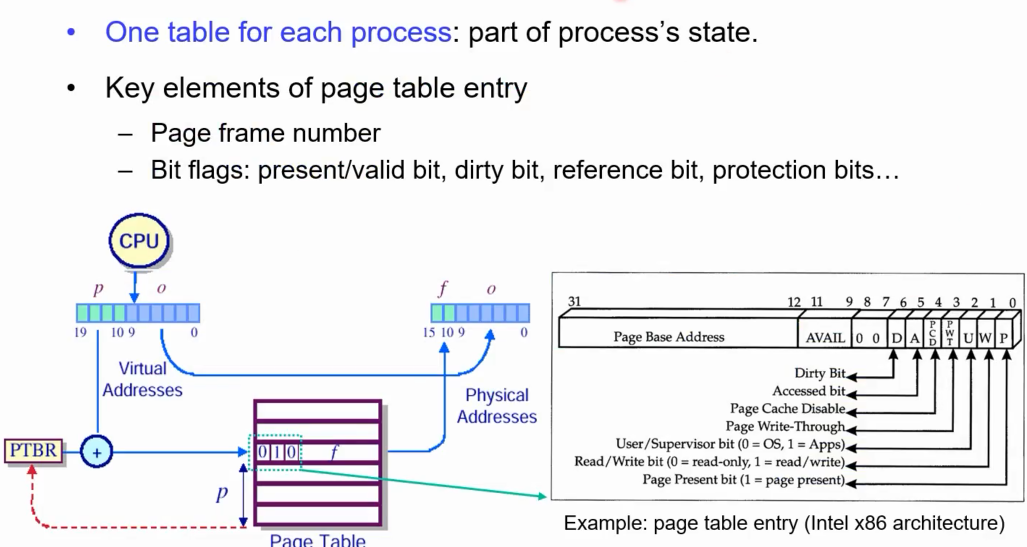 • One table for each process: part of process's state.
• Key elements of page table entry
– Page frame number
– Bit flags: present/valid bit, dirty bit, reference bit, protection bits…
CPU
p o
19 10 9 0
Virtual
Addresses
f o
15 10 9 0
Physical
Addresses
PTBR
+
0 1 0 f
p
Page Table
31 12 11 9 8 7 6 5 4 3 2 1 0
Page Base Address AVAIL 0 0 D A PCD PWT U W P
Dirty Bit
Accessed bit
Page Cache Disable
Page Write-Through
User/Supervisor bit (0 = OS, 1 = Apps)
Read/Write bit (0 = read-only, 1 = read/write)
Page Present bit (1 = page present)
Example: page table entry (Intel x86 architecture)